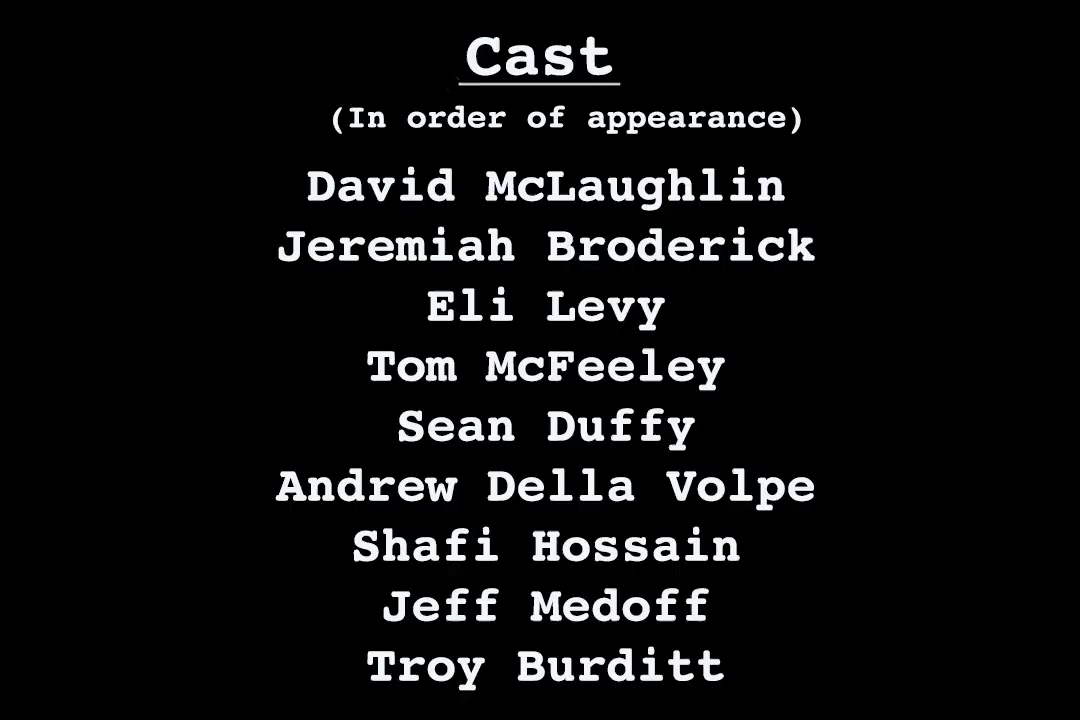 Cast
(In order of appearance)
David McLaughlin
Jeremiah Broderick
Eli Levy
Tom McFeeley
Sean Duffy
Andrew Della Volpe
Shafi Hossain
Jeff Medoff
Troy Burditt